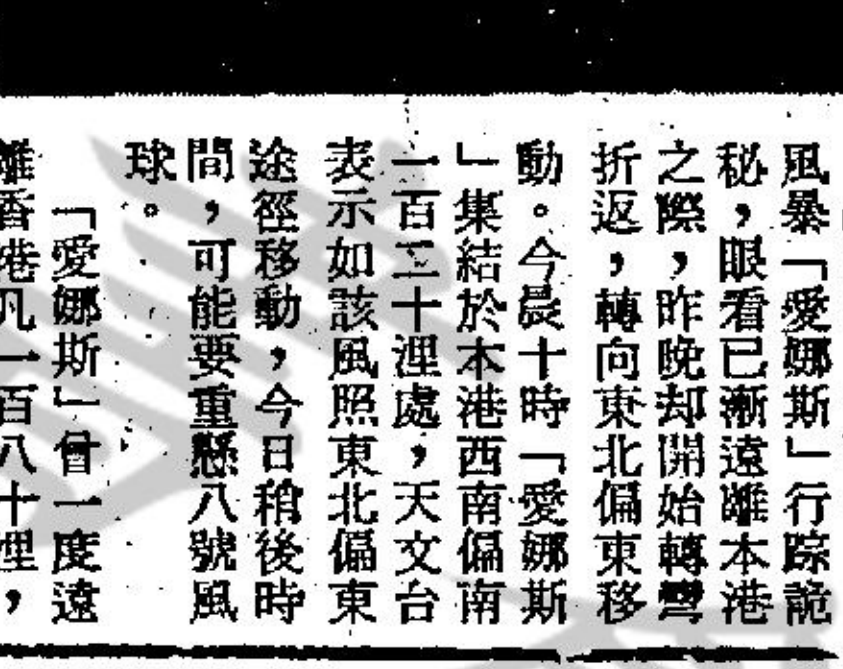 風暴「愛娜斯」行踪詭
秘，眼看已漸遠離本港
之際，昨晚却開始轉彎
折返，轉向東北偏東移
動。今晨十時「愛娜斯
」集結於本港西南偏南
一百二十浬處，天文台
表示如該風照東北偏東
途徑移動，今日稍後時
間，可能要重懸八號風
球。
「愛娜斯」曾一度遠
離香港凡一百八十浬，